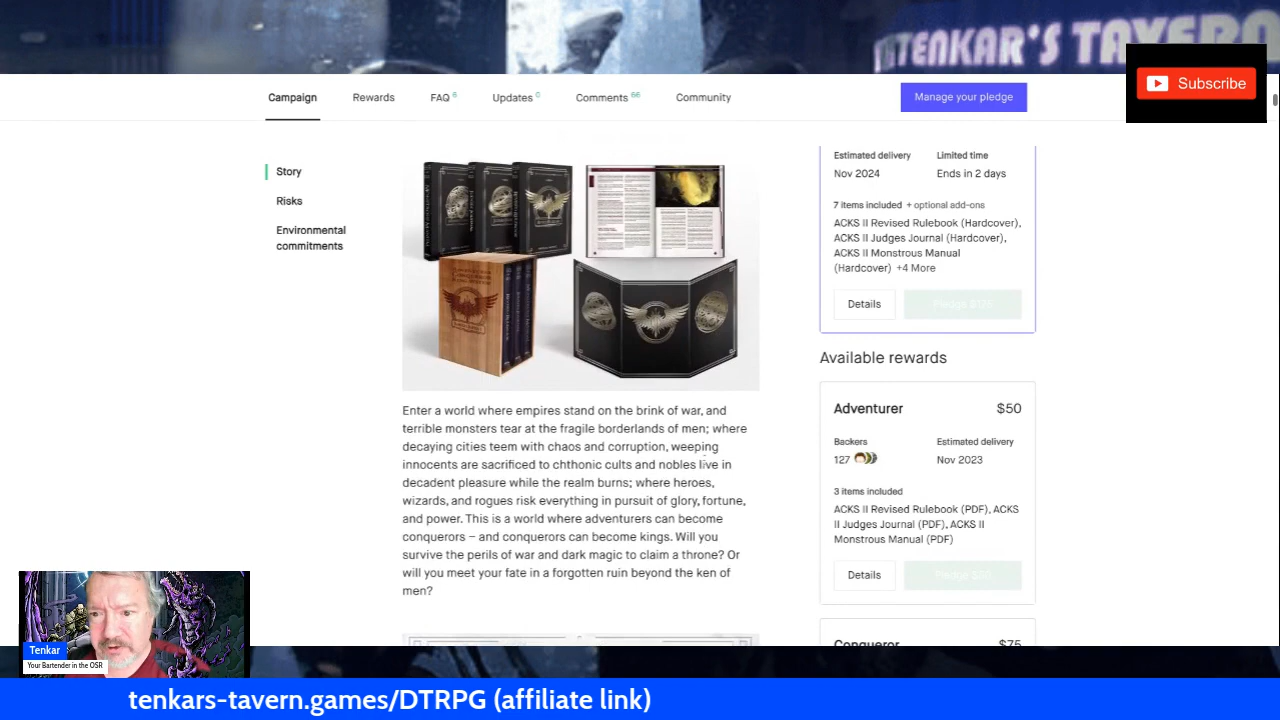 TENKAR'S TAVERN
Subscribe
Campaign Rewards FAQ 6 Updates 0 Comments 66 Community
Manage your pledge
Story
Risks
Environmental
commitments
Estimated delivery Limited time
Nov 2024 Ends in 2 days
7 items included + optional add-ons
ACKS II Revised Rulebook (Hardcover),
ACKS II Judges Journal (Hardcover),
ACKS II Monstrous Manual
(Hardcover) +4 More
Details
Available rewards
Adventurer $50
Backers Estimated delivery
127 Nov 2023
3 items included
ACKS II Revised Rulebook (PDF), ACKS
II Judges Journal (PDF), ACKS II
Monstrous Manual (PDF)
Details
Conqueror $75
Enter a world where empires stand on the brink of war, and
terrible monsters tear at the fragile borderlands of men; where
decaying cities teem with chaos and corruption, weeping
innocents are sacrificed to chthonic cults and nobles live in
decadent pleasure while the realm burns; where heroes,
wizards, and rogues risk everything in pursuit of glory, fortune,
and power. This is a world where adventurers can become
conquerors – and conquerors can become kings. Will you
survive the perils of war and dark magic to claim a throne? Or
will you meet your fate in a forgotten ruin beyond the ken of
men?
Tenkar
Your Bartender in the OSR
tenkars-tavern.games/DTRPG (affiliate link)